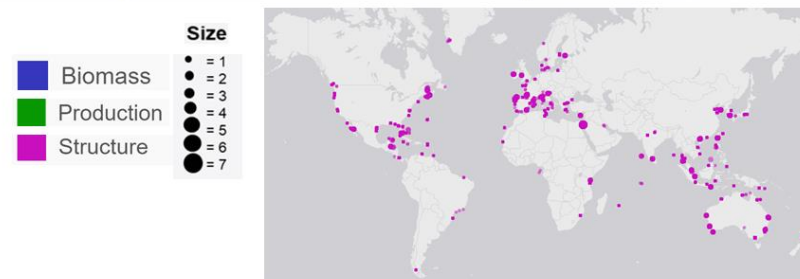 Size
Biomass
Production
Structure
= 1
= 2
= 3
= 4
= 5
= 6
= 7